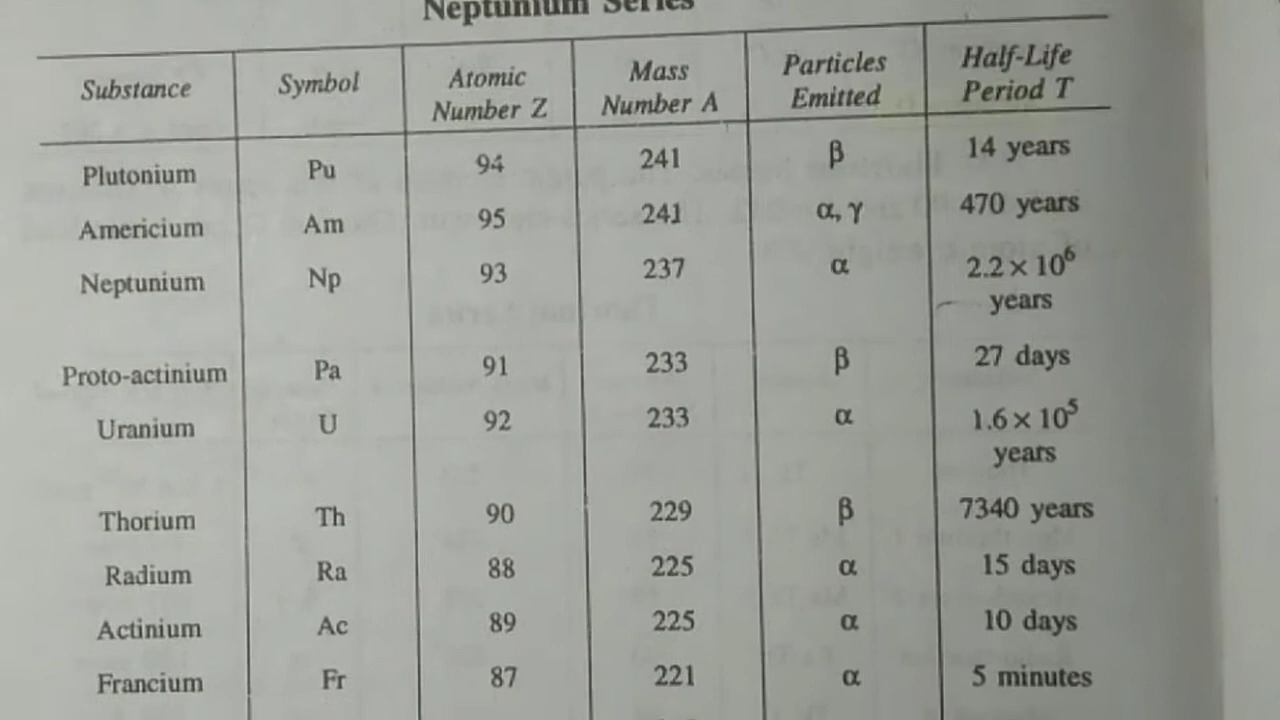 Neptunium Series
Substance Symbol Atomic Number Z Mass Number A Particles Emitted Half-Life Period T
Plutonium Pu 94 241 β 14 years
Americium Am 95 241 α, γ 470 years
Neptunium Np 93 237 α 2.2 × 10⁶ years
Proto-actinium Pa 91 233 β 27 days
Uranium U 92 233 α 1.6 × 10⁵ years
Thorium Th 90 229 β 7340 years
Radium Ra 88 225 α 15 days
Actinium Ac 89 225 α 10 days
Francium Fr 87 221 α 5 minutes